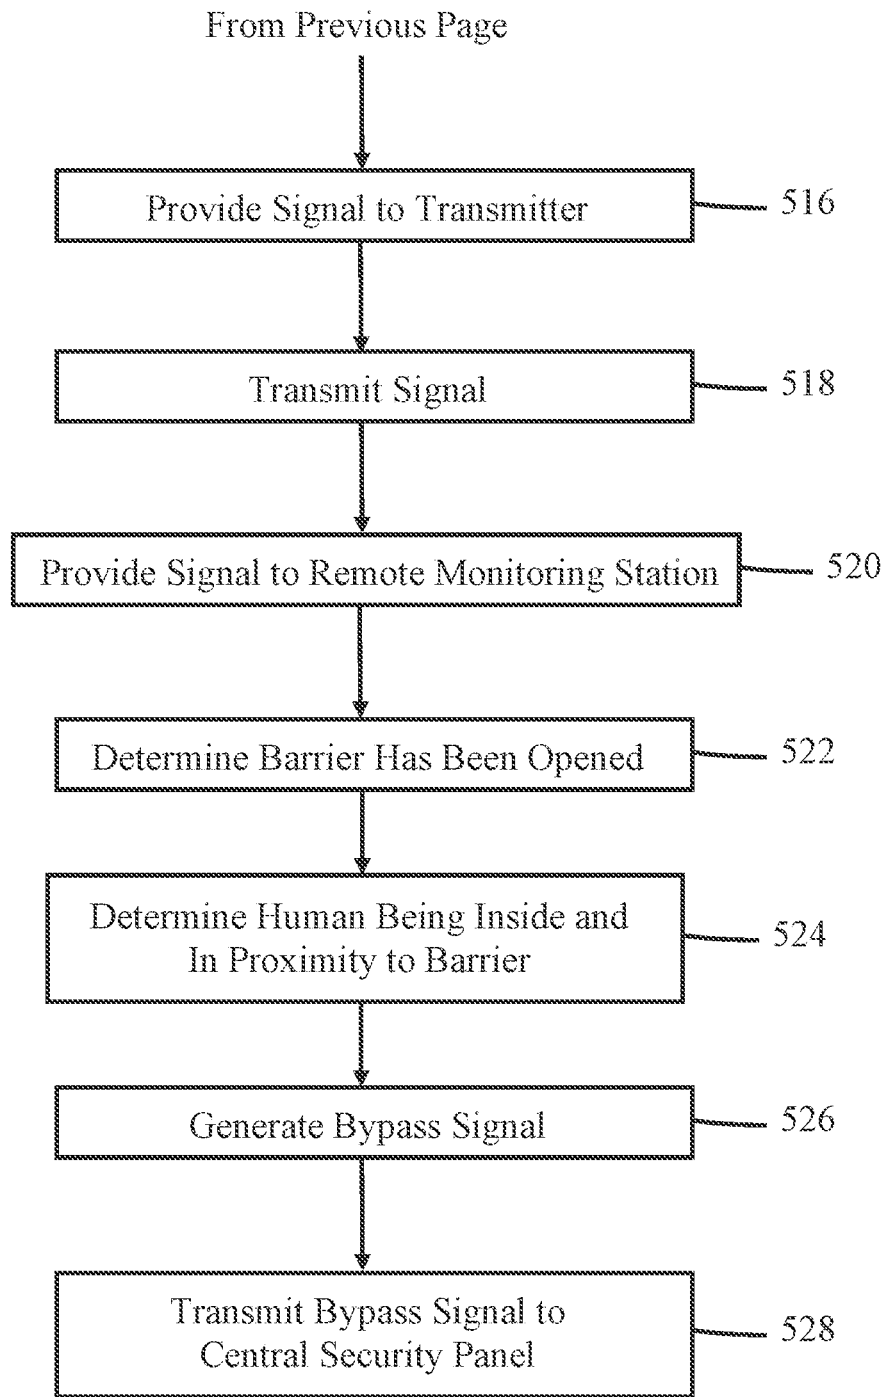 From Previous Page
Provide Signal to Transmitter
516
Transmit Signal
518
Provide Signal to Remote Monitoring Station
520
Determine Barrier Has Been Opened
522
Determine Human Being Inside and
In Proximity to Barrier
524
Generate Bypass Signal
526
Transmit Bypass Signal to
Central Security Panel
528